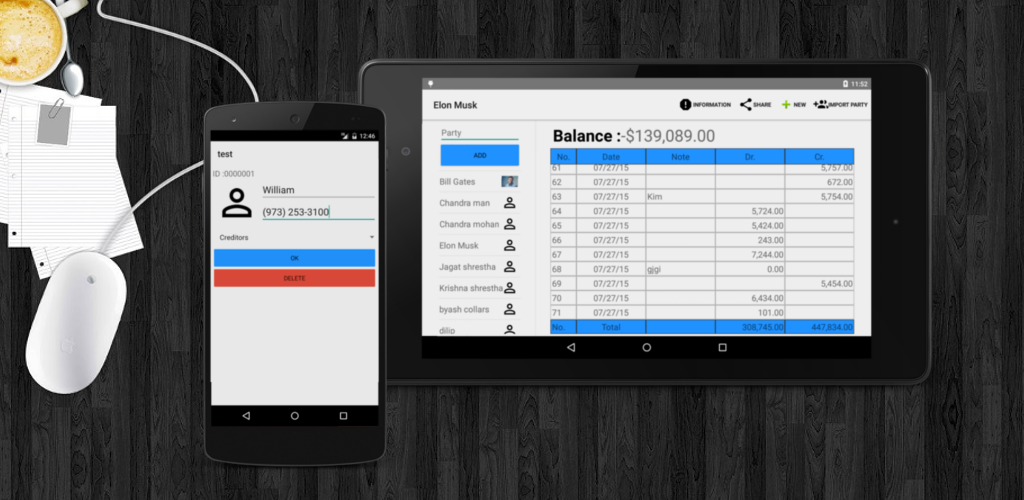 12:46
test
ID :0000001
William
(973) 253-3100
Creditors
OK
DELETE
11:52
Elon Musk
INFORMATION SHARE NEW IMPORT PARTY
Party
ADD
Bill Gates
Chandra man
Chandra mohan
Elon Musk
Jagat shrestha
Krishna shrestha
byash collars
dilip
Balance :-$139,089.00
No. Date Note Dr. Cr.
61 07/27/15 5,757.00
62 07/27/15 672.00
63 07/27/15 Kim 5,754.00
64 07/27/15 5,724.00
65 07/27/15 5,424.00
66 07/27/15 243.00
67 07/27/15 7,244.00
68 07/27/15 gjgi 0.00
69 07/27/15 5,454.00
70 07/27/15 6,434.00
71 07/27/15 101.00
No. Total 308,745.00 447,834.00